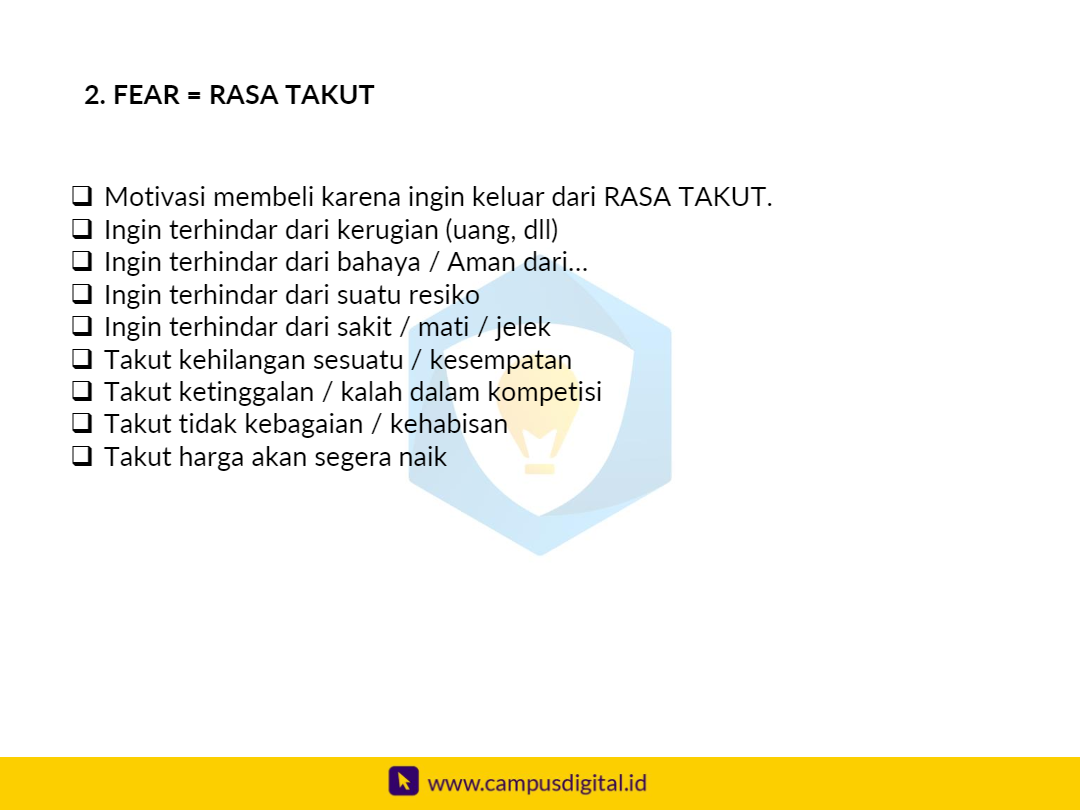 2. FEAR = RASA TAKUT
❑ Motivasi membeli karena ingin keluar dari RASA TAKUT.
❑ Ingin terhindar dari kerugian (uang, dll)
❑ Ingin terhindar dari bahaya / Aman dari...
❑ Ingin terhindar dari suatu resiko
❑ Ingin terhindar dari sakit / mati / jelek
❑ Takut kehilangan sesuatu / kesempatan
❑ Takut ketinggalan / kalah dalam kompetisi
❑ Takut tidak kebagaian / kehabisan
❑ Takut harga akan segera naik
www.campusdigital.id